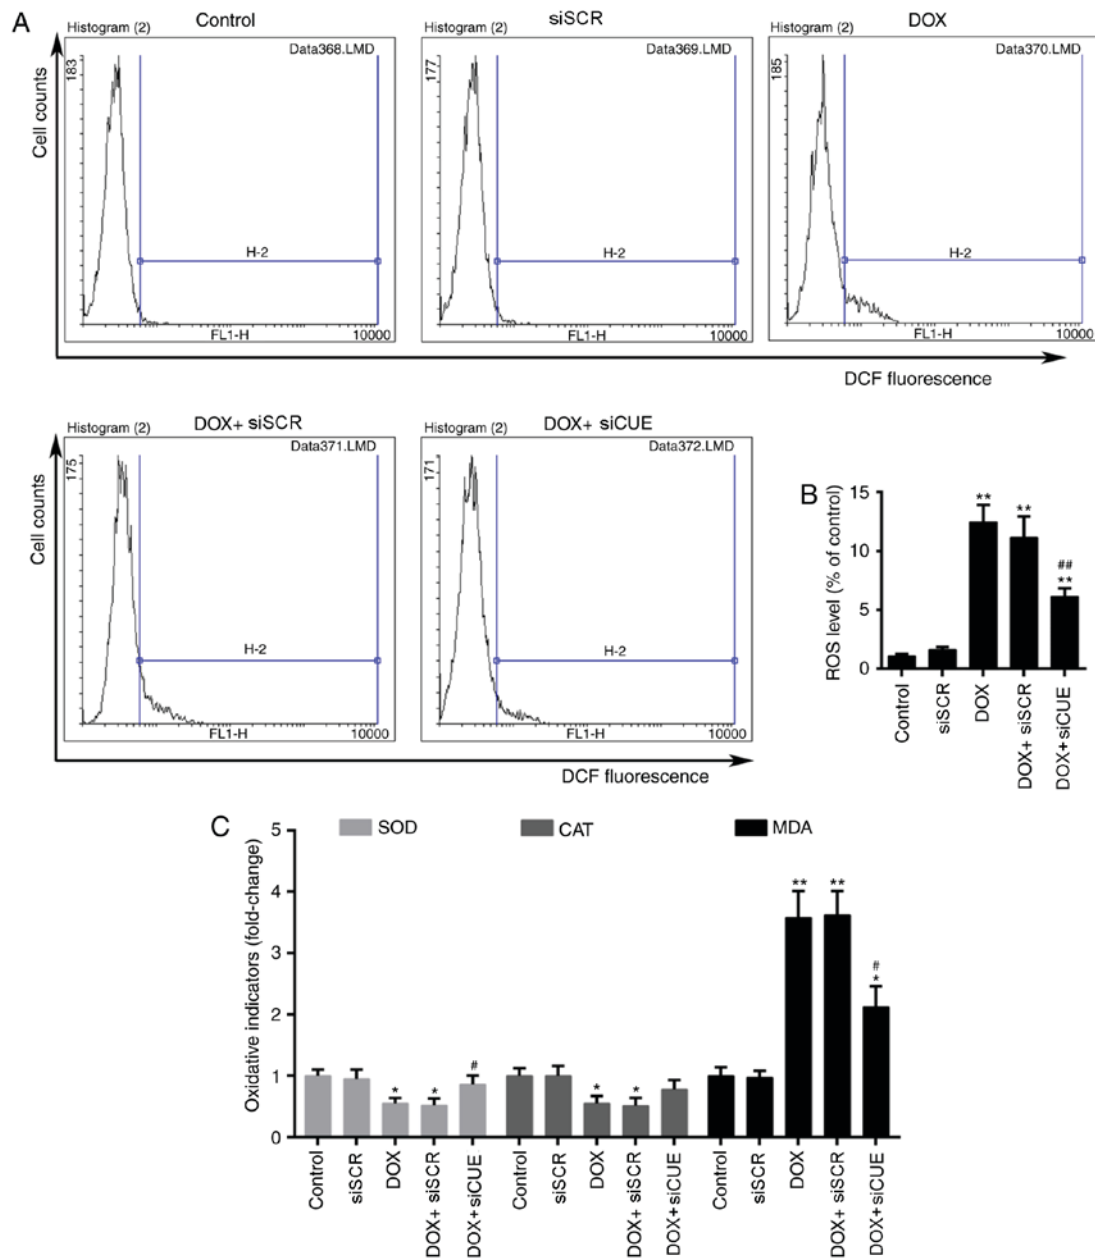 A
Control
siSCR
DOX
Histogram (2)
Data368.LMD
183
H-2
FL1-H
10000
Histogram (2)
Data369.LMD
177
H-2
FL1-H
10000
Histogram (2)
Data370.LMD
185
H-2
FL1-H
10000
Cell counts
DCF fluorescence
DOX+ siSCR
DOX+ siCUE
Histogram (2)
Data371.LMD
175
H-2
FL1-H
10000
Histogram (2)
Data372.LMD
171
H-2
FL1-H
10000
Cell counts
DCF fluorescence
B
ROS level (% of control)
15
10
5
0
**
**
##
**
Control
siSCR
DOX
DOX+ siSCR
DOX+ siCUE
C
SOD
CAT
MDA
Oxidative indicators (fold-change)
5
4
3
2
1
0
*
*
#
*
*
**
**
#
*
Control
siSCR
DOX
DOX+ siSCR
DOX+ siCUE
Control
siSCR
DOX
DOX+ siSCR
DOX+ siCUE
Control
siSCR
DOX
DOX+ siSCR
DOX+ siCUE